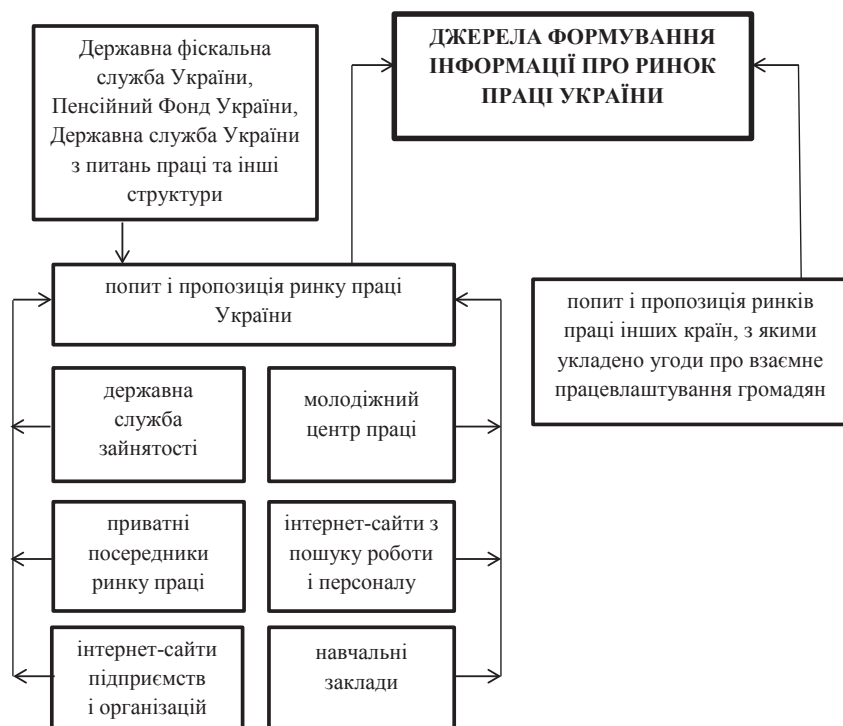 Державна фіскальна
служба України,
Пенсійний Фонд України,
Державна служба України
з питань праці та інші
структури
ДЖЕРЕЛА ФОРМУВАННЯ
ІНФОРМАЦІЇ ПРО РИНОК
ПРАЦІ УКРАЇНИ
попит і пропозиція ринку праці
України
попит і пропозиція ринків
праці інших країн, з якими
укладено угоди про взаємне
працевлаштування громадян
державна
служба
зайнятості
молодіжний
центр праці
приватні
посередники
ринку праці
інтернет-сайти з
пошуку роботи
і персоналу
інтернет-сайти
підприємств
і організацій
навчальні
заклади